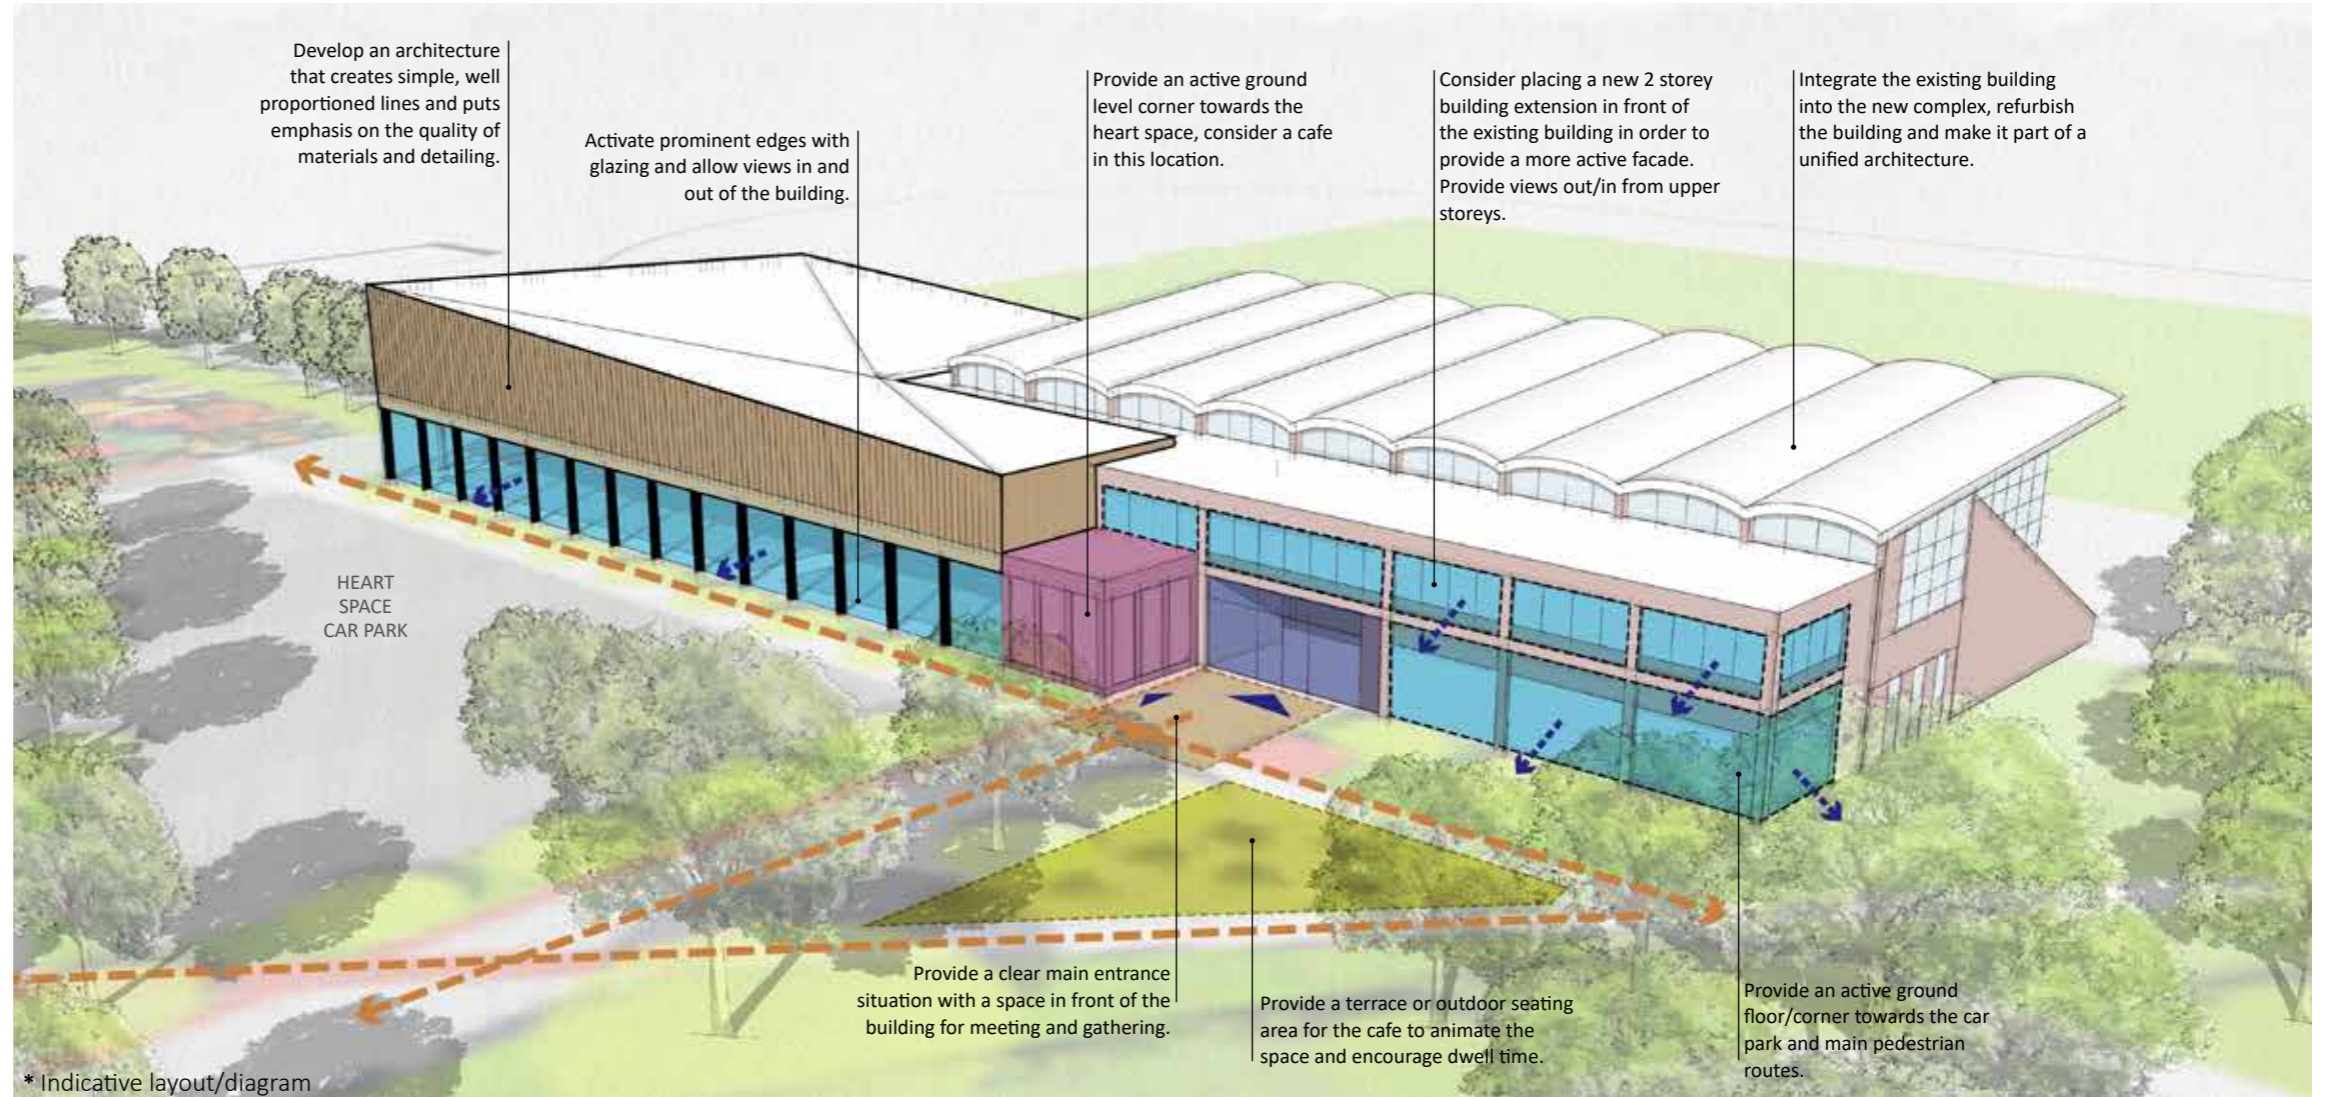 Develop an architecture
that creates simple, well
proportioned lines and puts
emphasis on the quality of
materials and detailing.
Activate prominent edges with
glazing and allow views in and
out of the building.
Provide an active ground
level corner towards the
heart space, consider a cafe
in this location.
Consider placing a new 2 storey
building extension in front of
the existing building in order to
provide a more active facade.
Provide views out/in from upper
storeys.
Integrate the existing building
into the new complex, refurbish
the building and make it part of a
unified architecture.
HEART
SPACE
CAR PARK
Provide a clear main entrance
situation with a space in front of the
building for meeting and gathering.
Provide a terrace or outdoor seating
area for the cafe to animate the
space and encourage dwell time.
Provide an active ground
floor/corner towards the car
park and main pedestrian
routes.
* Indicative layout/diagram